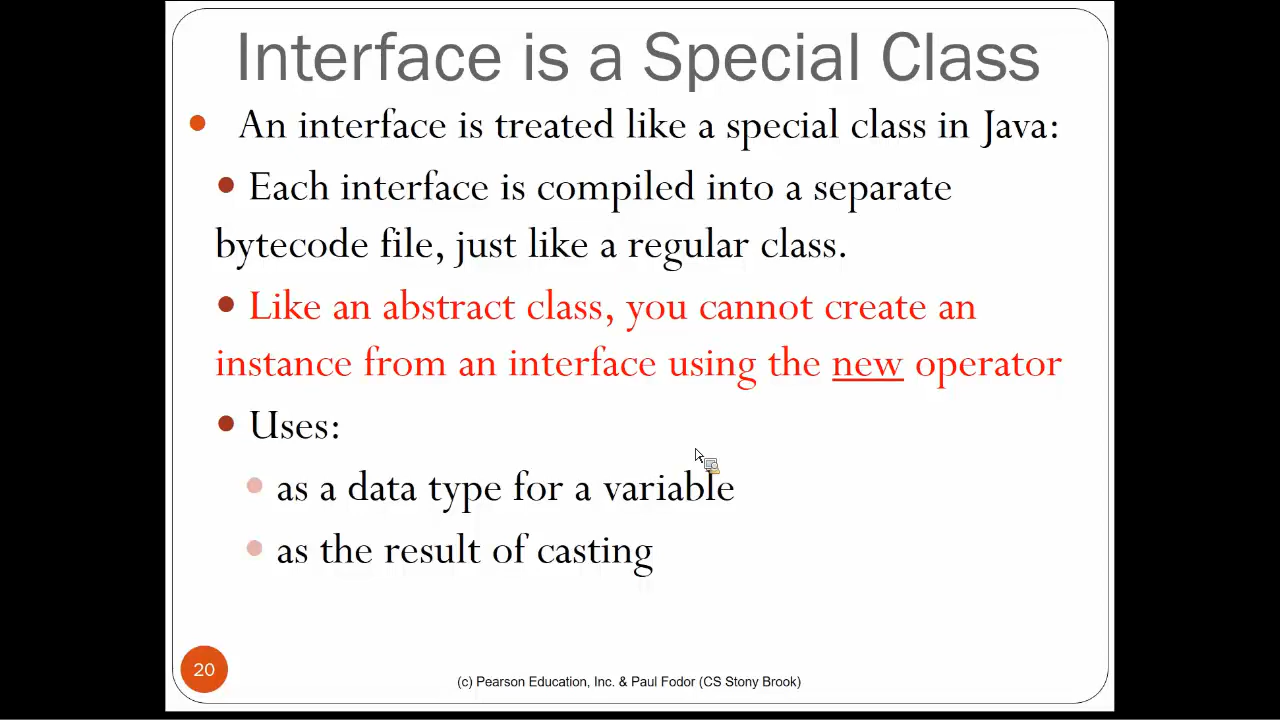 Interface is a Special Class
An interface is treated like a special class in Java:
Each interface is compiled into a separate
bytecode file, just like a regular class.
Like an abstract class, you cannot create an
instance from an interface using the new operator
Uses:
as a data type for a variable
as the result of casting
20
(c) Pearson Education, Inc. & Paul Fodor (CS Stony Brook)